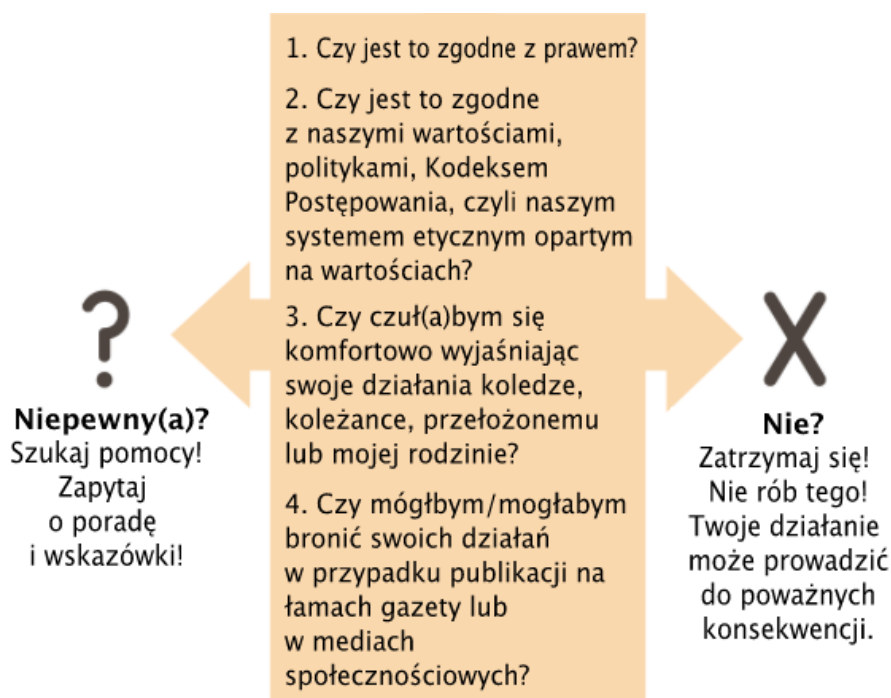 1. Czy jest to zgodne z prawem?
2. Czy jest to zgodne
z naszymi wartościami,
politykami, Kodeksem
Postępowania, czyli naszym
systemem etycznym opartym
na wartościach?
3. Czy czuł(a)bym się
komfortowo wyjaśniając
swoje działania koledze,
koleżance, przełożonemu
lub mojej rodzinie?
4. Czy mógłbym/mogłabym
bronić swoich działań
w przypadku publikacji na
łamach gazety lub
w mediach
społecznościowych?
?
Niepewny(a)?
Szukaj pomocy!
Zapytaj
o poradę
i wskazówki!
X
Nie?
Zatrzymaj się!
Nie rób tego!
Twoje działanie
może prowadzić
do poważnych
konsekwencji.